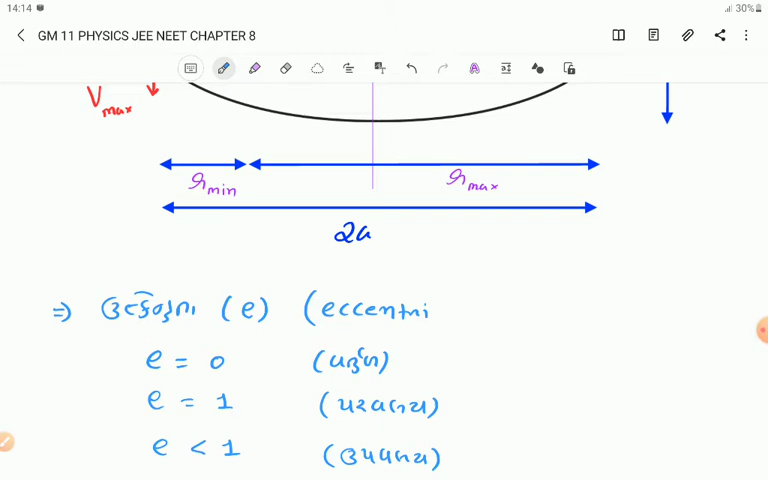 14:14
30%
GM 11 PHYSICS JEE NEET CHAPTER 8
Vmax
rmin rmax
2a
⇒ ઉત્કેન્દ્રતા (e) (eccentri
e = 0 (વર્તુળ)
e = 1 (પરવલય)
e < 1 (ઉપવલય)